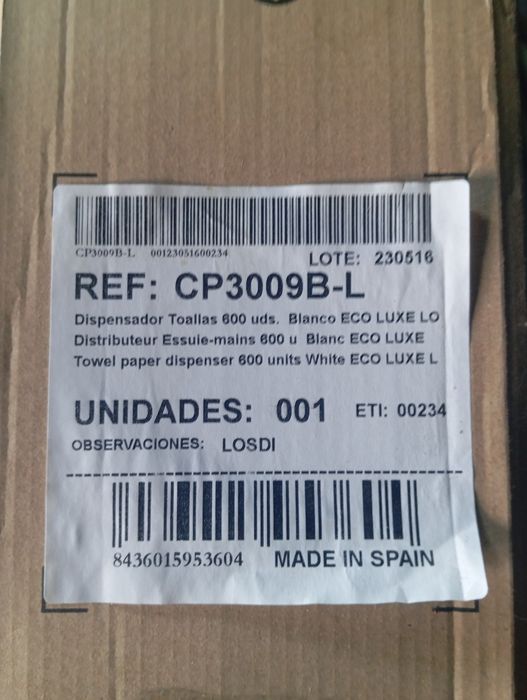 CP3009B-L 00123051600234
LOTE: 230516
REF: CP3009B-L
Dispensador Toallas 600 uds. Blanco ECO LUXE LO
Distributeur Essuie-mains 600 u Blanc ECO LUXE
Towel paper dispenser 600 units White ECO LUXE L
UNIDADES: 001 ETI: 00234
OBSERVACIONES: LOSDI
8436015953604 MADE IN SPAIN